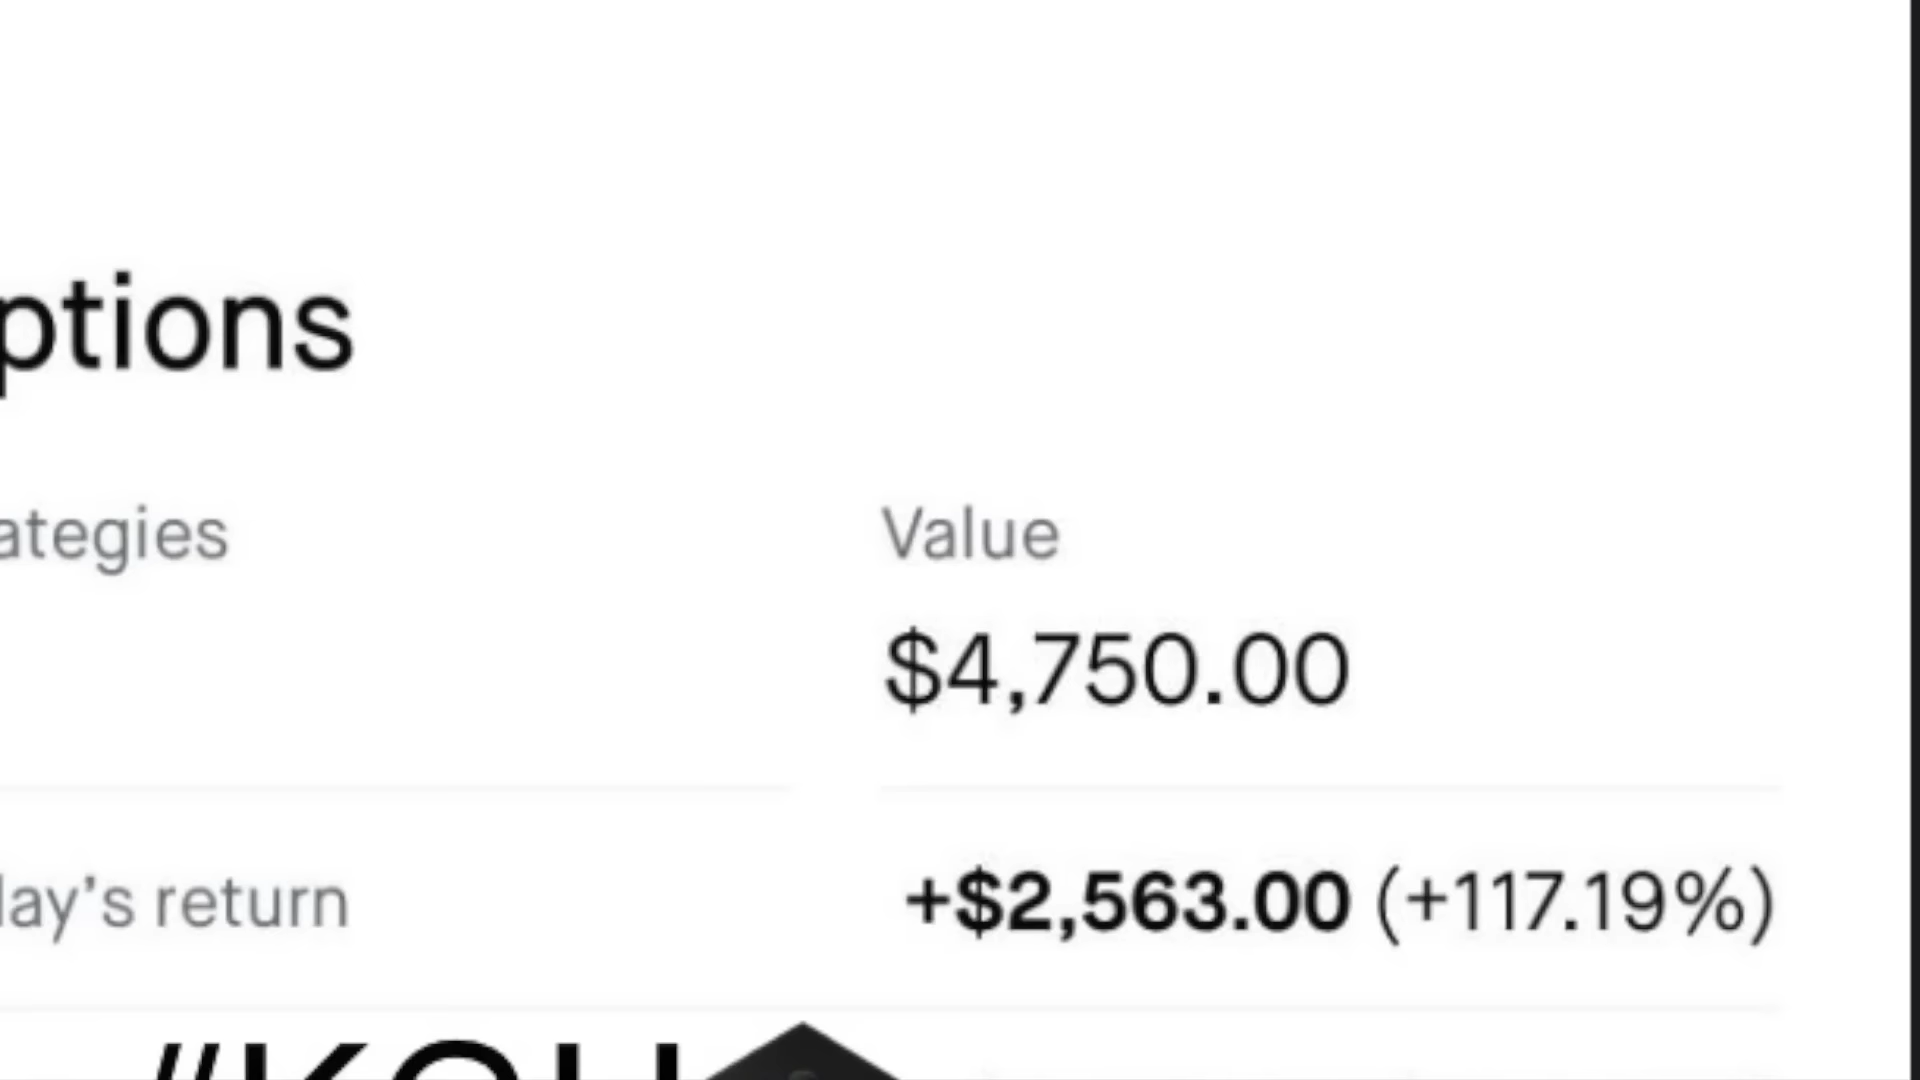 ptions
ategies
Value
$4,750.00
lay's return
+$2,563.00 (+117.19%)